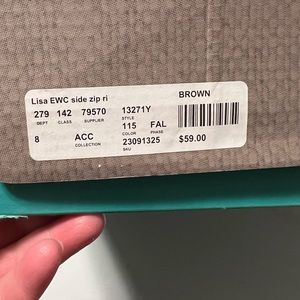 Lisa EWC side zip ri BROWN
279 142 79570 13271Y
DEPT CLASS SUPPLIER STYLE
115 FAL
COLOR PHASE
8 ACC 23091325 $59.00
COLLECTION SKU